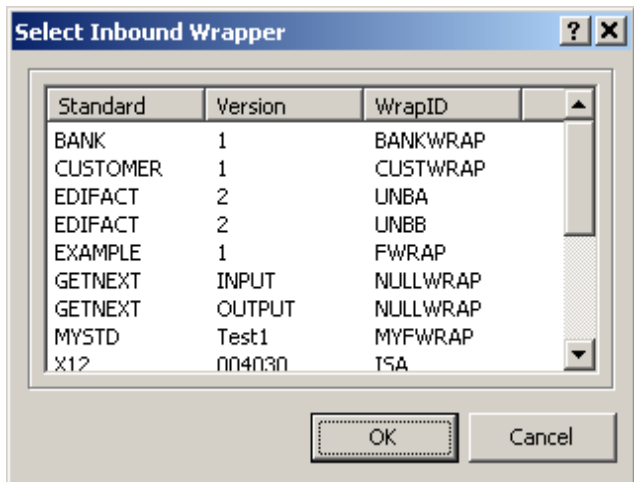 Select Inbound Wrapper
Standard Version WrapID
BANK 1 BANKWRAP
CUSTOMER 1 CUSTWRAP
EDIFACT 2 UNBA
EDIFACT 2 UNBB
EXAMPLE 1 FWRAP
GETNEXT INPUT NULLWRAP
GETNEXT OUTPUT NULLWRAP
MYSTD Test1 MYFWRAP
X12 004030 ISA
OK Cancel